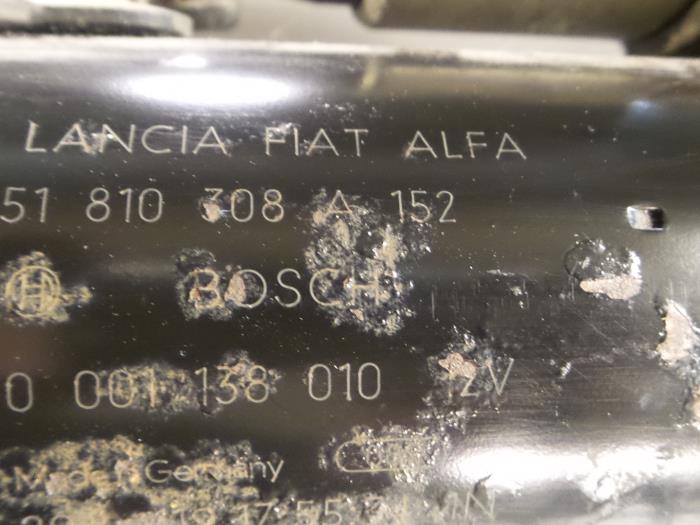 LANCIA FIAT ALFA
51 810 308 A 152
BOSCH
0 001 138 010 12V
Made in Germany